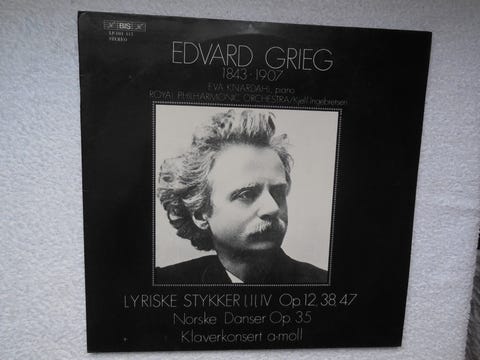 BIS
STEREO
EDVARD GRIEG
1843-1907
EVA KNARDAHL, piano
ROYAL PHILHARMONIC ORCHESTRA/Kjell Ingebretsen
LYRISKE STYKKER I, II, IV Op. 12, 38, 47
Norske Danser Op. 35
Klaverkonsert a-moll